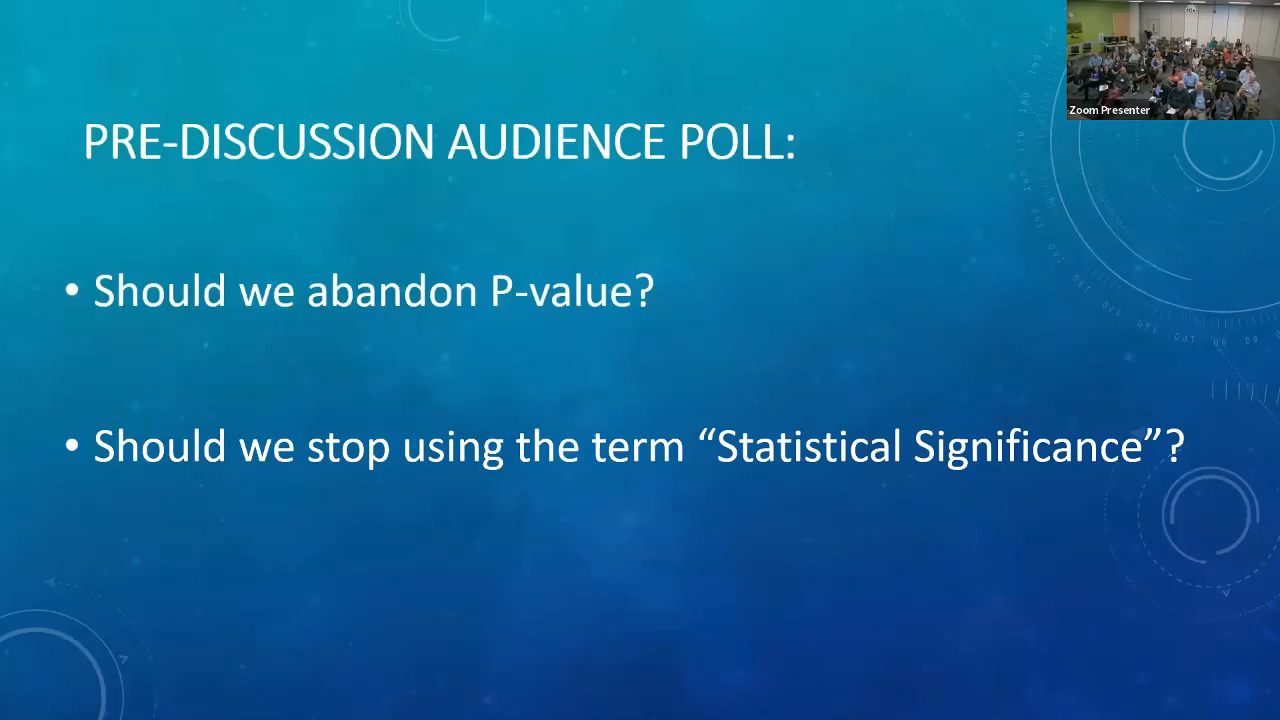 Zoom Presenter
PRE-DISCUSSION AUDIENCE POLL:
• Should we abandon P-value?
• Should we stop using the term “Statistical Significance”?